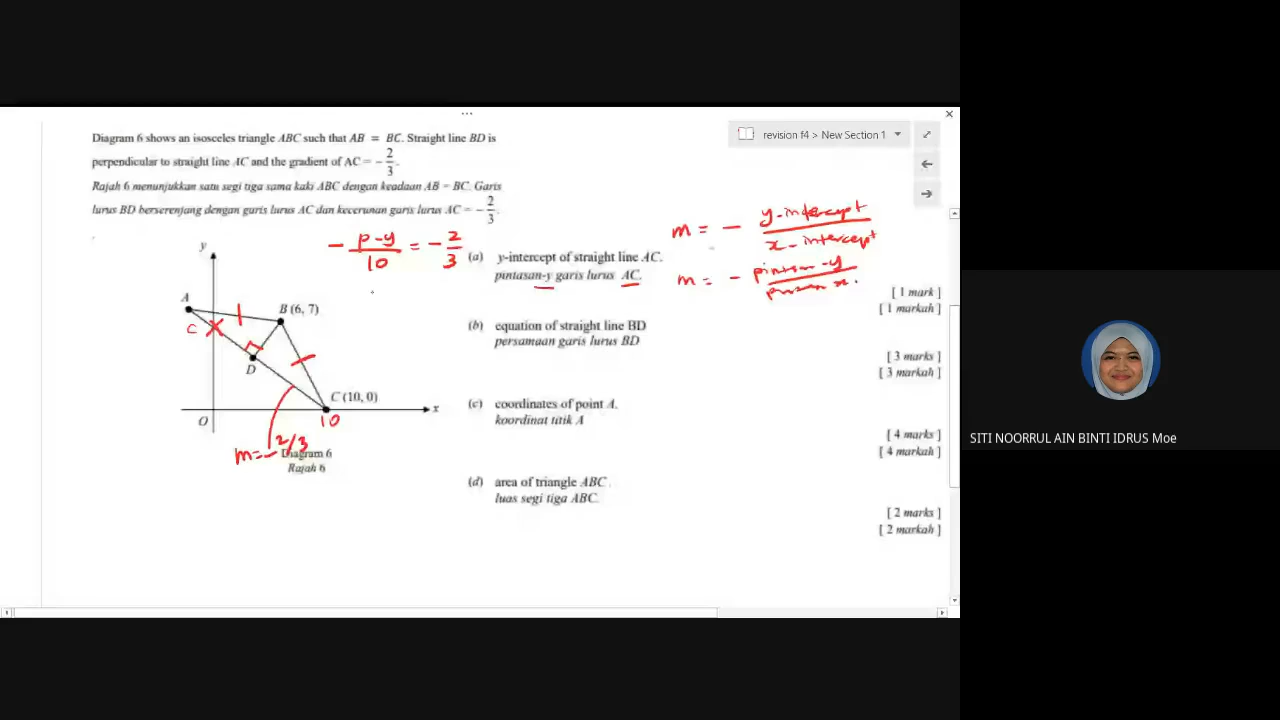 Diagram 6 shows an isosceles triangle ABC such that AB = BC. Straight line BD is
perpendicular to straight line AC and the gradient of AC = -2/3.
Rajah 6 menunjukkan satu segi tiga sama kaki ABC dengan keadaan AB = BC. Garis
lurus BD berserenjang dengan garis lurus AC dan kecerunan garis lurus AC = -2/3.
revision f4 > New Section 1
m = - y-intercept / x-intercept
m = - pintasan-y / x.
- p-y / 10 = - 2/3
(a) y-intercept of straight line AC.
pintasan-y garis lurus AC.
[ 1 mark ]
[ 1 markah ]
(b) equation of straight line BD
persamaan garis lurus BD
[ 3 marks ]
[ 3 markah ]
(c) coordinates of point A.
koordinat titik A
[ 4 marks ]
[ 4 markah ]
(d) area of triangle ABC.
luas segi tiga ABC.
[ 2 marks ]
[ 2 markah ]
y
A
B (6, 7)
C
D
C (10, 0)
x
O
10
m = - 2/3
Diagram 6
Rajah 6
SITI NOORRUL AIN BINTI IDRUS Moe